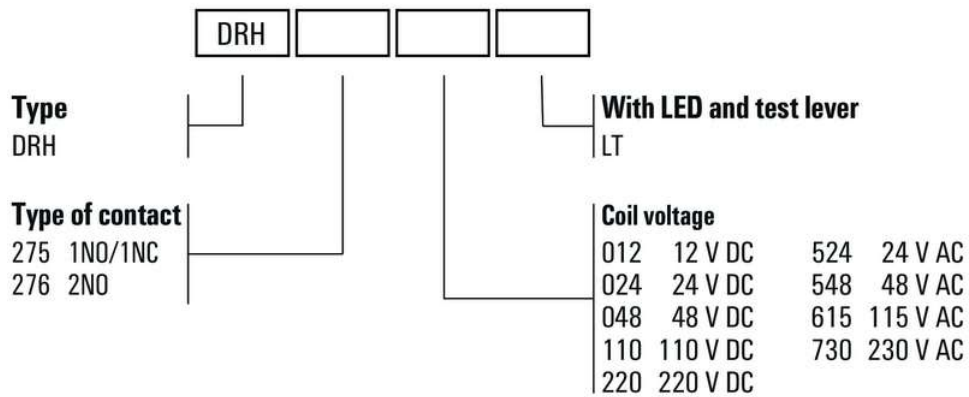 DRH
Type
DRH
With LED and test lever
LT
Type of contact
275 1NO/1NC
276 2NO
Coil voltage
012 12 V DC 524 24 V AC
024 24 V DC 548 48 V AC
048 48 V DC 615 115 V AC
110 110 V DC 730 230 V AC
220 220 V DC